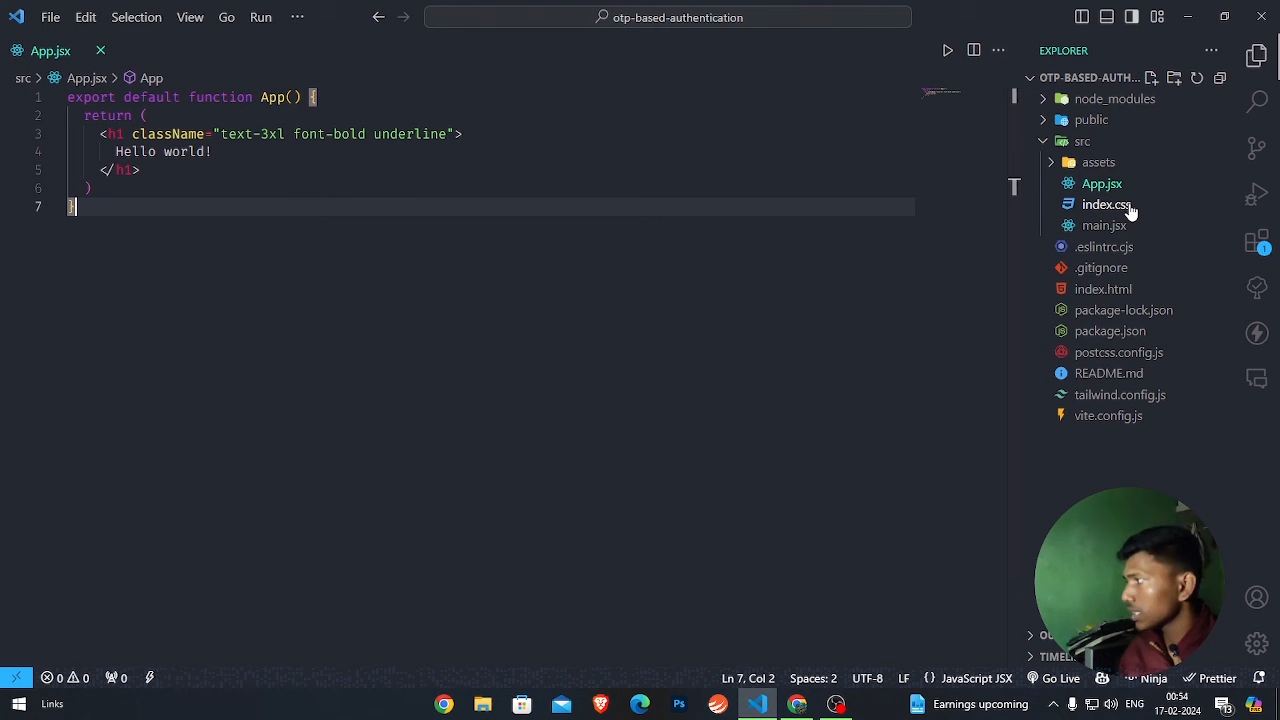 File Edit Selection View Go Run ···
otp-based-authentication
App.jsx
src > App.jsx > App
1 export default function App() {
2 return (
3 <h1 className="text-3xl font-bold underline">
4 Hello world!
5 </h1>
6 )
7 }
EXPLORER
OTP-BASED-AUTH...
node_modules
public
src
assets
App.jsx
index.css
main.jsx
.eslintrc.cjs
.gitignore
index.html
package-lock.json
package.json
postcss.config.js
README.md
tailwind.config.js
vite.config.js
1
OU
TIMEL
0 0 0
Ln 7, Col 2 Spaces: 2 UTF-8 LF {} JavaScript JSX Go Live Ninja Prettier
Links
Ps
Earnings upcoming
ENG
00:54
17-02-2024